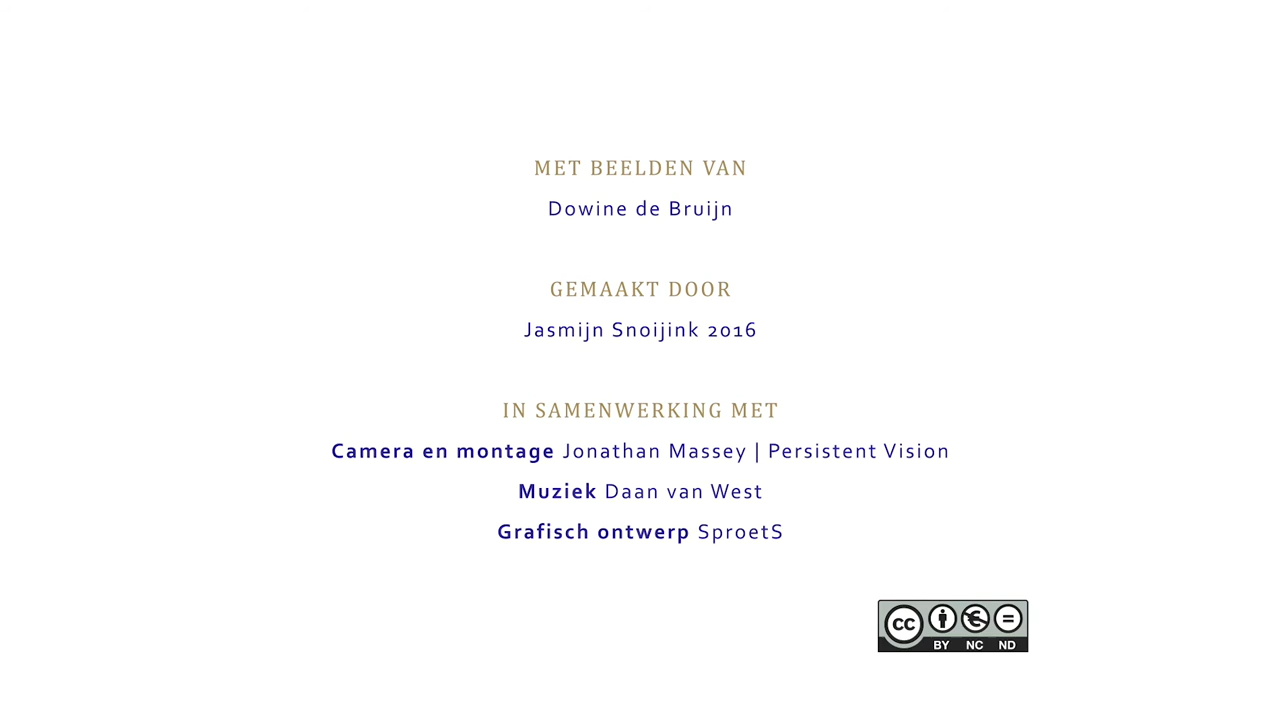 MET BEELDEN VAN
Dowine de Bruijn
GEMAAKT DOOR
Jasmijn Snoijink 2016
IN SAMENWERKING MET
Camera en montage Jonathan Massey | Persistent Vision
Muziek Daan van West
Grafisch ontwerp SproetS
CC
BY NC ND